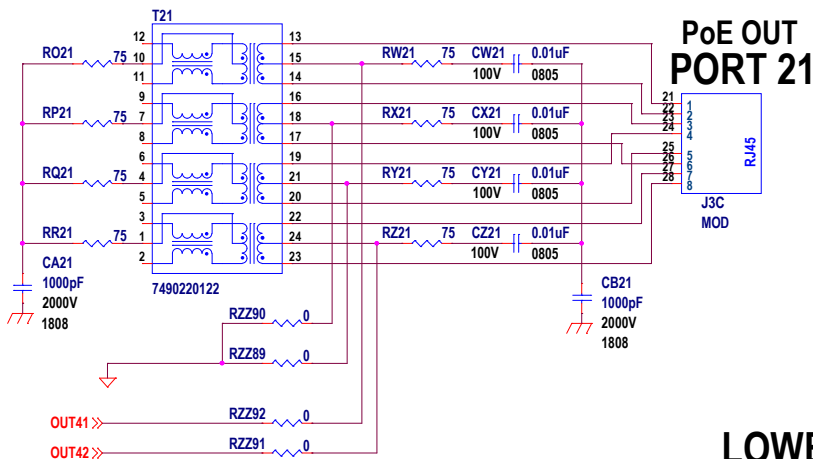 T21
PoE OUT
PORT 21
12 13
RO21 75 10 15 RW21 75 CW21 0.01uF
11 14 100V 0805
9 16 21 1
RP21 75 7 18 RX21 75 CX21 0.01uF 22 2
8 17 100V 0805 23 3
24 4
6 19 25 5
RQ21 75 4 21 RY21 75 CY21 0.01uF 26 6
5 20 100V 0805 27 7
28 8
RJ45
3 22 J3C
RR21 75 1 24 RZ21 75 CZ21 0.01uF MOD
2 23 100V 0805
CA21
1000pF
2000V
1808
7490220122
CB21
1000pF
2000V
1808
RZZ90 0
RZZ89 0
OUT41 RZZ92 0
OUT42 RZZ91 0
LOWE